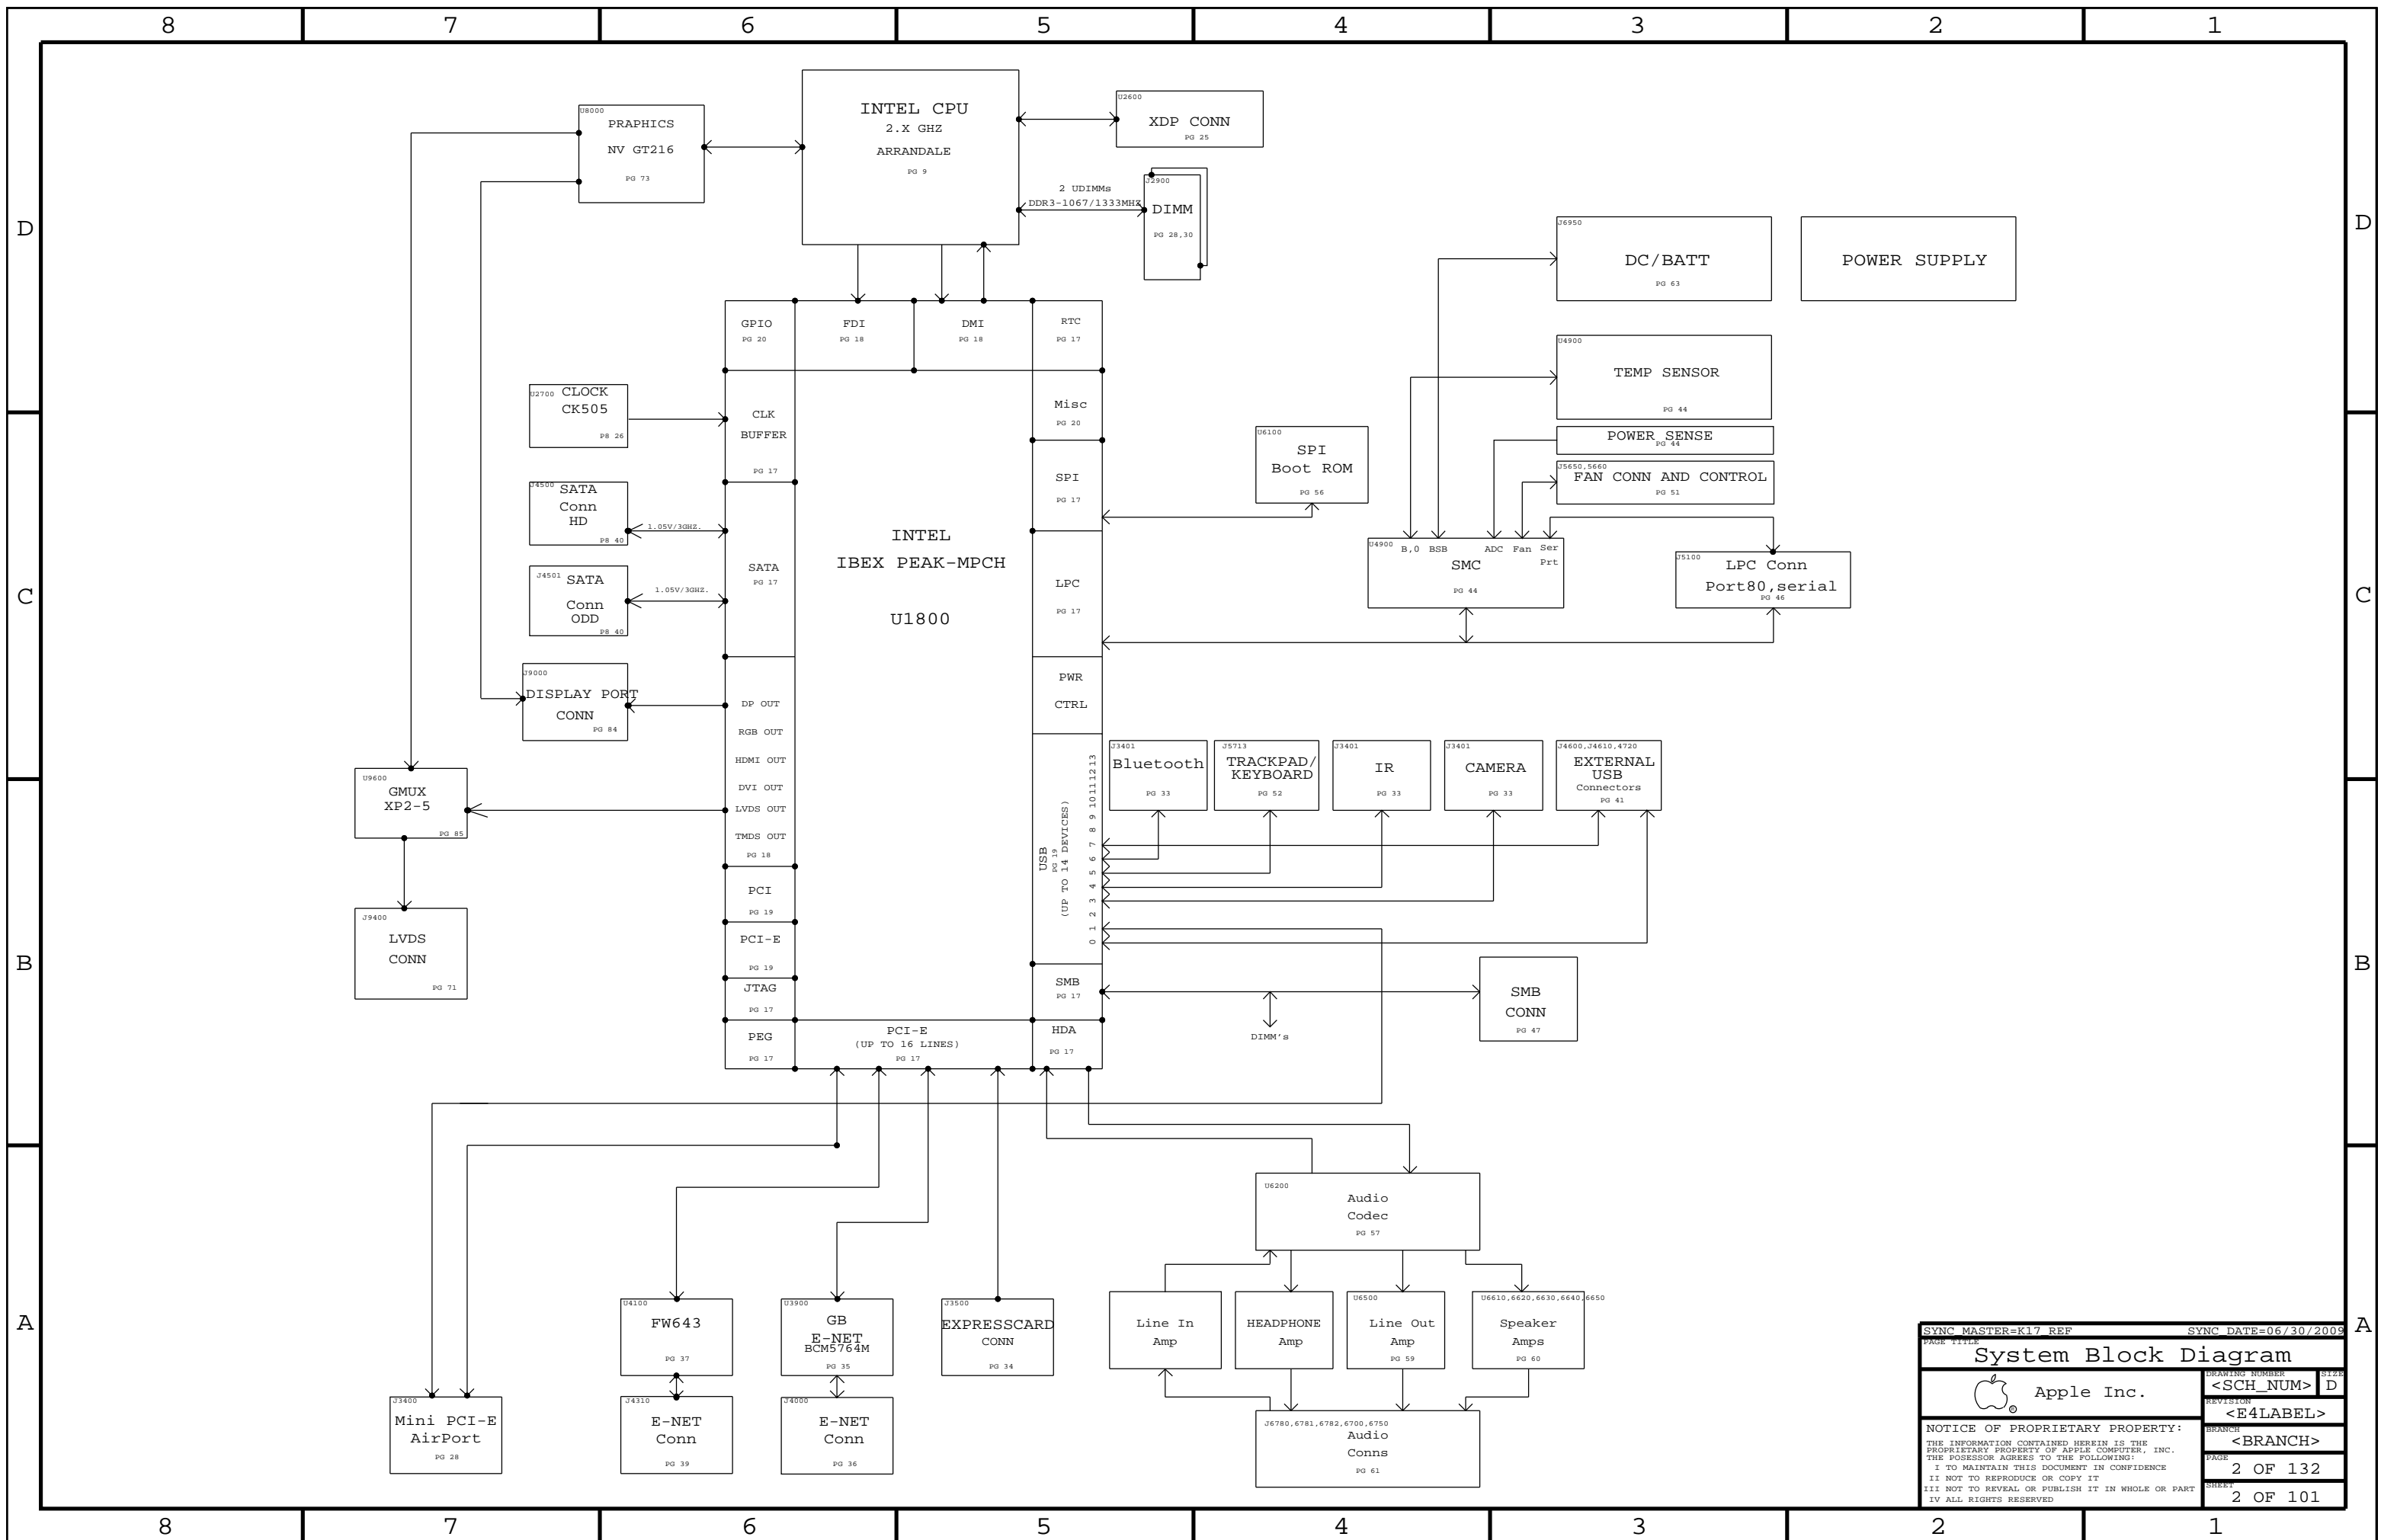 8 7 6 5 4 3 2 1
D
C
B
A
D
C
B
A
U8000
PRAPHICS
NV GT216
PG 73
INTEL CPU
2.X GHZ
ARRANDALE
PG 9
U2600
XDP CONN
PG 25
2 UDIMMs
DDR3-1067/1333MHZ
J2900
DIMM
PG 28,30
J6950
DC/BATT
PG 63
POWER SUPPLY
U4900
TEMP SENSOR
PG 44
POWER SENSE
PG 44
J5650,5660
FAN CONN AND CONTROL
PG 51
GPIO
PG 20
FDI
PG 18
DMI
PG 18
RTC
PG 17
U2700 CLOCK
CK505
P8 26
CLK
BUFFER
PG 17
Misc
PG 20
U6100
SPI
Boot ROM
PG 56
SPI
PG 17
J4500
SATA
Conn
HD
P8 40
1.05V/3GHZ.
J4501 SATA
Conn
ODD
P8 40
1.05V/3GHZ.
SATA
PG 17
INTEL
IBEX PEAK-MPCH
U1800
LPC
PG 17
U4900
B,0 BSB ADC Fan Ser
Prt
SMC
PG 44
J5100
LPC Conn
Port80,serial
PG 46
J9000
DISPLAY PORT
CONN
PG 84
DP OUT
RGB OUT
HDMI OUT
DVI OUT
LVDS OUT
TMDS OUT
PG 18
PWR
CTRL
U9600
GMUX
XP2-5
PG 85
J9400
LVDS
CONN
PG 71
J3401
Bluetooth
PG 33
J5713
TRACKPAD/
KEYBOARD
PG 52
J3401
IR
PG 33
J3401
CAMERA
PG 33
J4600,J4610,4720
EXTERNAL
USB
Connectors
PG 41
USB
PG 19
(UP TO 14 DEVICES)
0 1 2 3 4 5 6 7 8 9 10111213
PCI
PG 19
PCI-E
PG 19
JTAG
PG 17
PEG
PG 17
PCI-E
(UP TO 16 LINES)
PG 17
SMB
PG 17
HDA
PG 17
DIMM's
SMB
CONN
PG 47
U6200
Audio
Codec
PG 57
U4100
FW643
PG 37
U3900
GB
E-NET
BCM5764M
PG 35
J3500
EXPRESSCARD
CONN
PG 34
Line In
Amp
HEADPHONE
Amp
U6500
Line Out
Amp
PG 59
U6610,6620,6630,6640,6650
Speaker
Amps
PG 60
J3400
Mini PCI-E
AirPort
PG 28
J4310
E-NET
Conn
PG 39
J4000
E-NET
Conn
PG 36
J6780,6781,6782,6700,6750
Audio
Conns
PG 61
SYNC_MASTER=K17_REF SYNC_DATE=06/30/2009
PAGE TITLE
System Block Diagram
Apple Inc.
®
DRAWING NUMBER
<SCH_NUM>
SIZE
D
REVISION
<E4LABEL>
BRANCH
<BRANCH>
PAGE
2 OF 132
SHEET
2 OF 101
NOTICE OF PROPRIETARY PROPERTY:
THE INFORMATION CONTAINED HEREIN IS THE
PROPRIETARY PROPERTY OF APPLE COMPUTER, INC.
THE POSESSOR AGREES TO THE FOLLOWING:
I TO MAINTAIN THIS DOCUMENT IN CONFIDENCE
II NOT TO REPRODUCE OR COPY IT
III NOT TO REVEAL OR PUBLISH IT IN WHOLE OR PART
IV ALL RIGHTS RESERVED
8 7 6 5 4 3 2 1